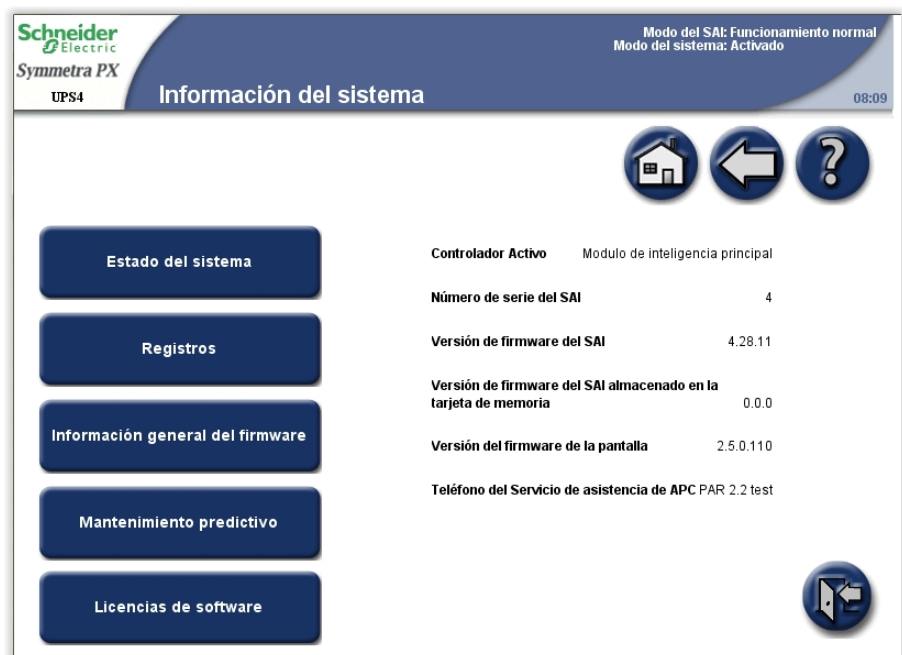 Schneider
Electric
Symmetra PX
UPS4
Información del sistema
Modo del SAI: Funcionamiento normal
Modo del sistema: Activado
08:09
?
Estado del sistema
Registros
Información general del firmware
Mantenimiento predictivo
Licencias de software
Controlador Activo Modulo de inteligencia principal
Número de serie del SAI 4
Versión de firmware del SAI 4.28.11
Versión de firmware del SAI almacenado en la
tarjeta de memoria 0.0.0
Versión del firmware de la pantalla 2.5.0.110
Teléfono del Servicio de asistencia de APC PAR 2.2 test